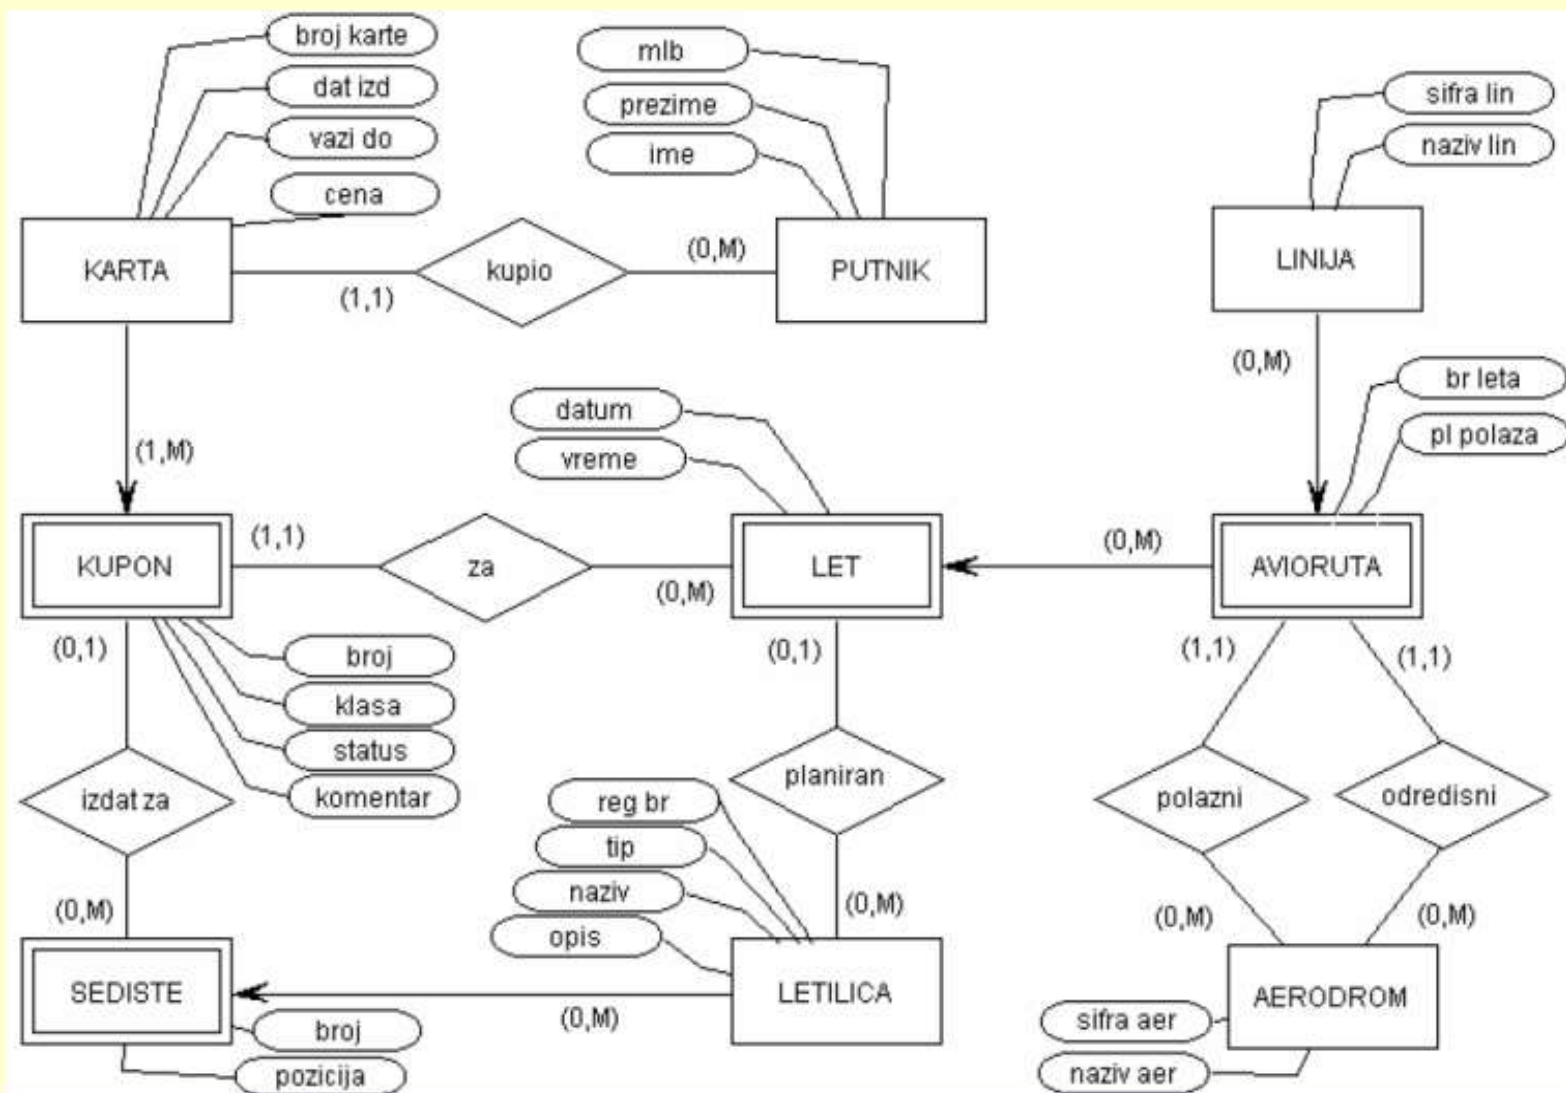 broj karte
dat izd
vazi do
cena
mlb
prezime
ime
sifra lin
naziv lin
KARTA
(1,1)
kupio
(0,M)
PUTNIK
LINIJA
(0,M)
br leta
pl polaza
(1,M)
datum
vreme
KUPON
(1,1)
za
(0,M)
LET
(0,M)
AVIORUTA
(0,1)
broj
klasa
status
komentar
(0,1)
(1,1)
(1,1)
izdat za
planiran
polazni
odredisni
reg br
tip
naziv
opis
(0,M)
(0,M)
(0,M)
(0,M)
SEDISTE
(0,M)
LETILICA
AERODROM
broj
pozicija
sifra aer
naziv aer